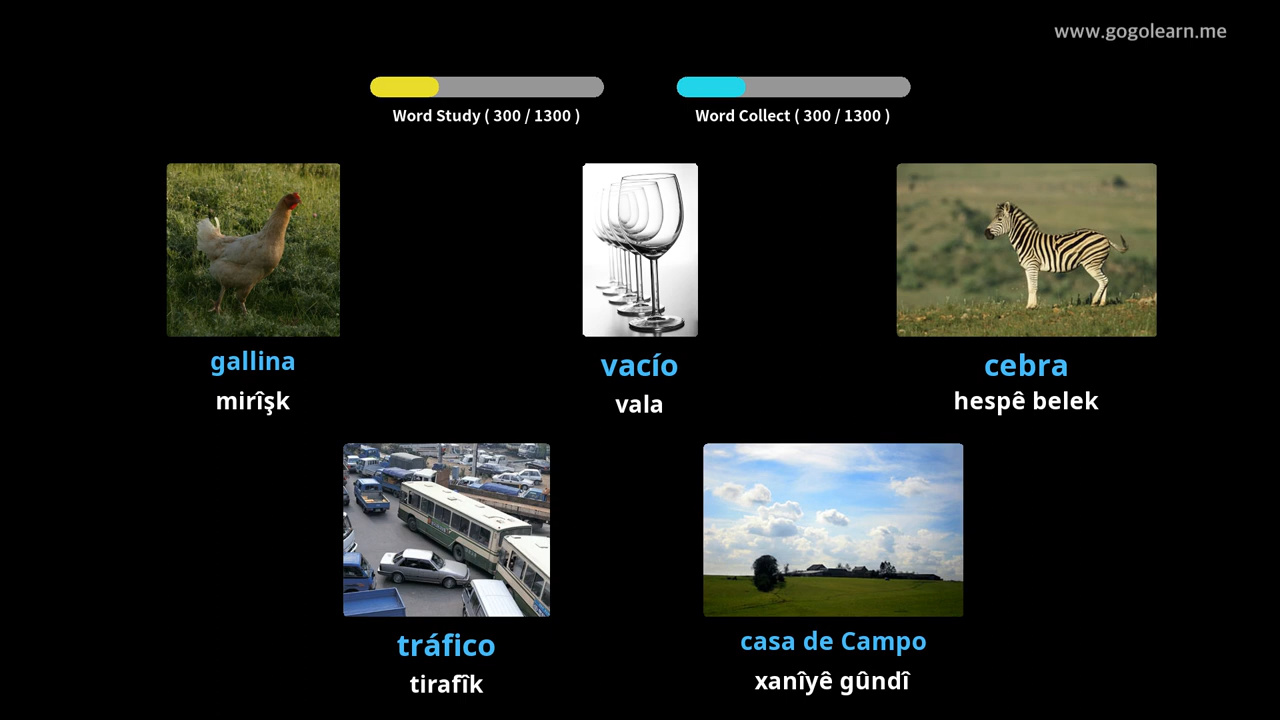 www.gogolearn.me
Word Study ( 300 / 1300 )
Word Collect ( 300 / 1300 )
gallina
mirîşk
vacío
vala
cebra
hespê belek
tráfico
tirafîk
casa de Campo
xanîyê gûndî